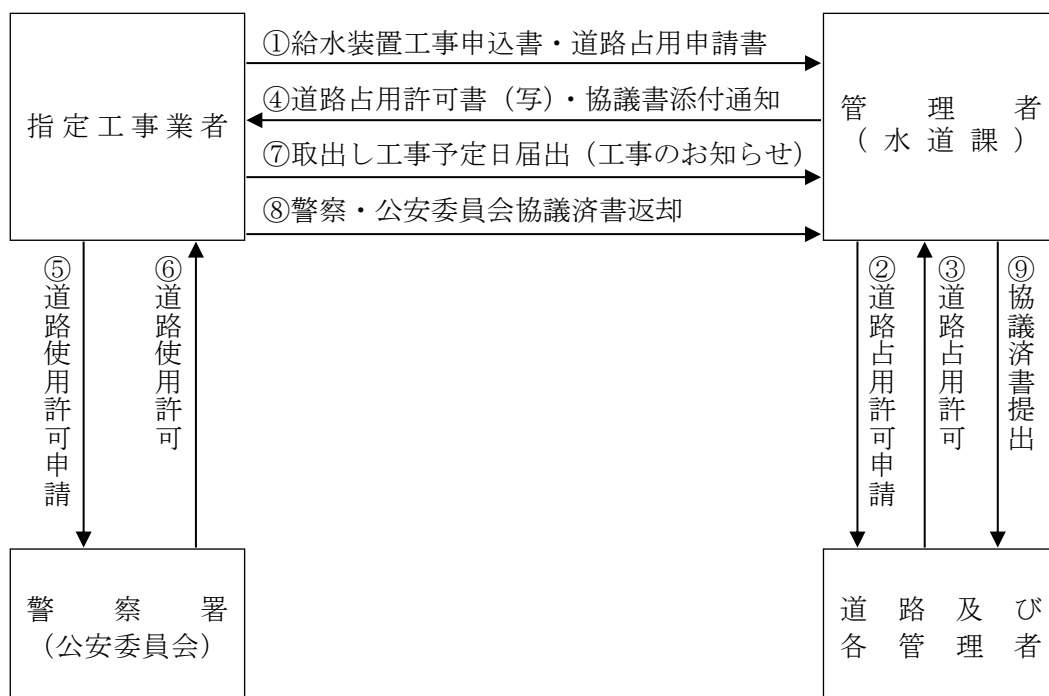 ①給水装置工事申込書・道路占用申請書
④道路占用許可書(写)・協議書添付通知
⑦取出し工事予定日届出(工事のお知らせ)
⑧警察・公安委員会協議済書返却
指定工事業者
管理者
(水道課)
⑤道路使用許可申請
⑥道路使用許可
②道路占用許可申請
③道路占用許可
⑨協議済書提出
警察署
(公安委員会)
道路及び
各管理者